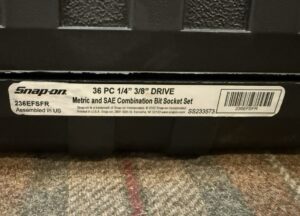 Snap-on
36 PC 1/4" 3/8" DRIVE
Metric and SAE Combination Bit Socket Set
236EFSFR
Assembled in US
SS233573
236EFSFR